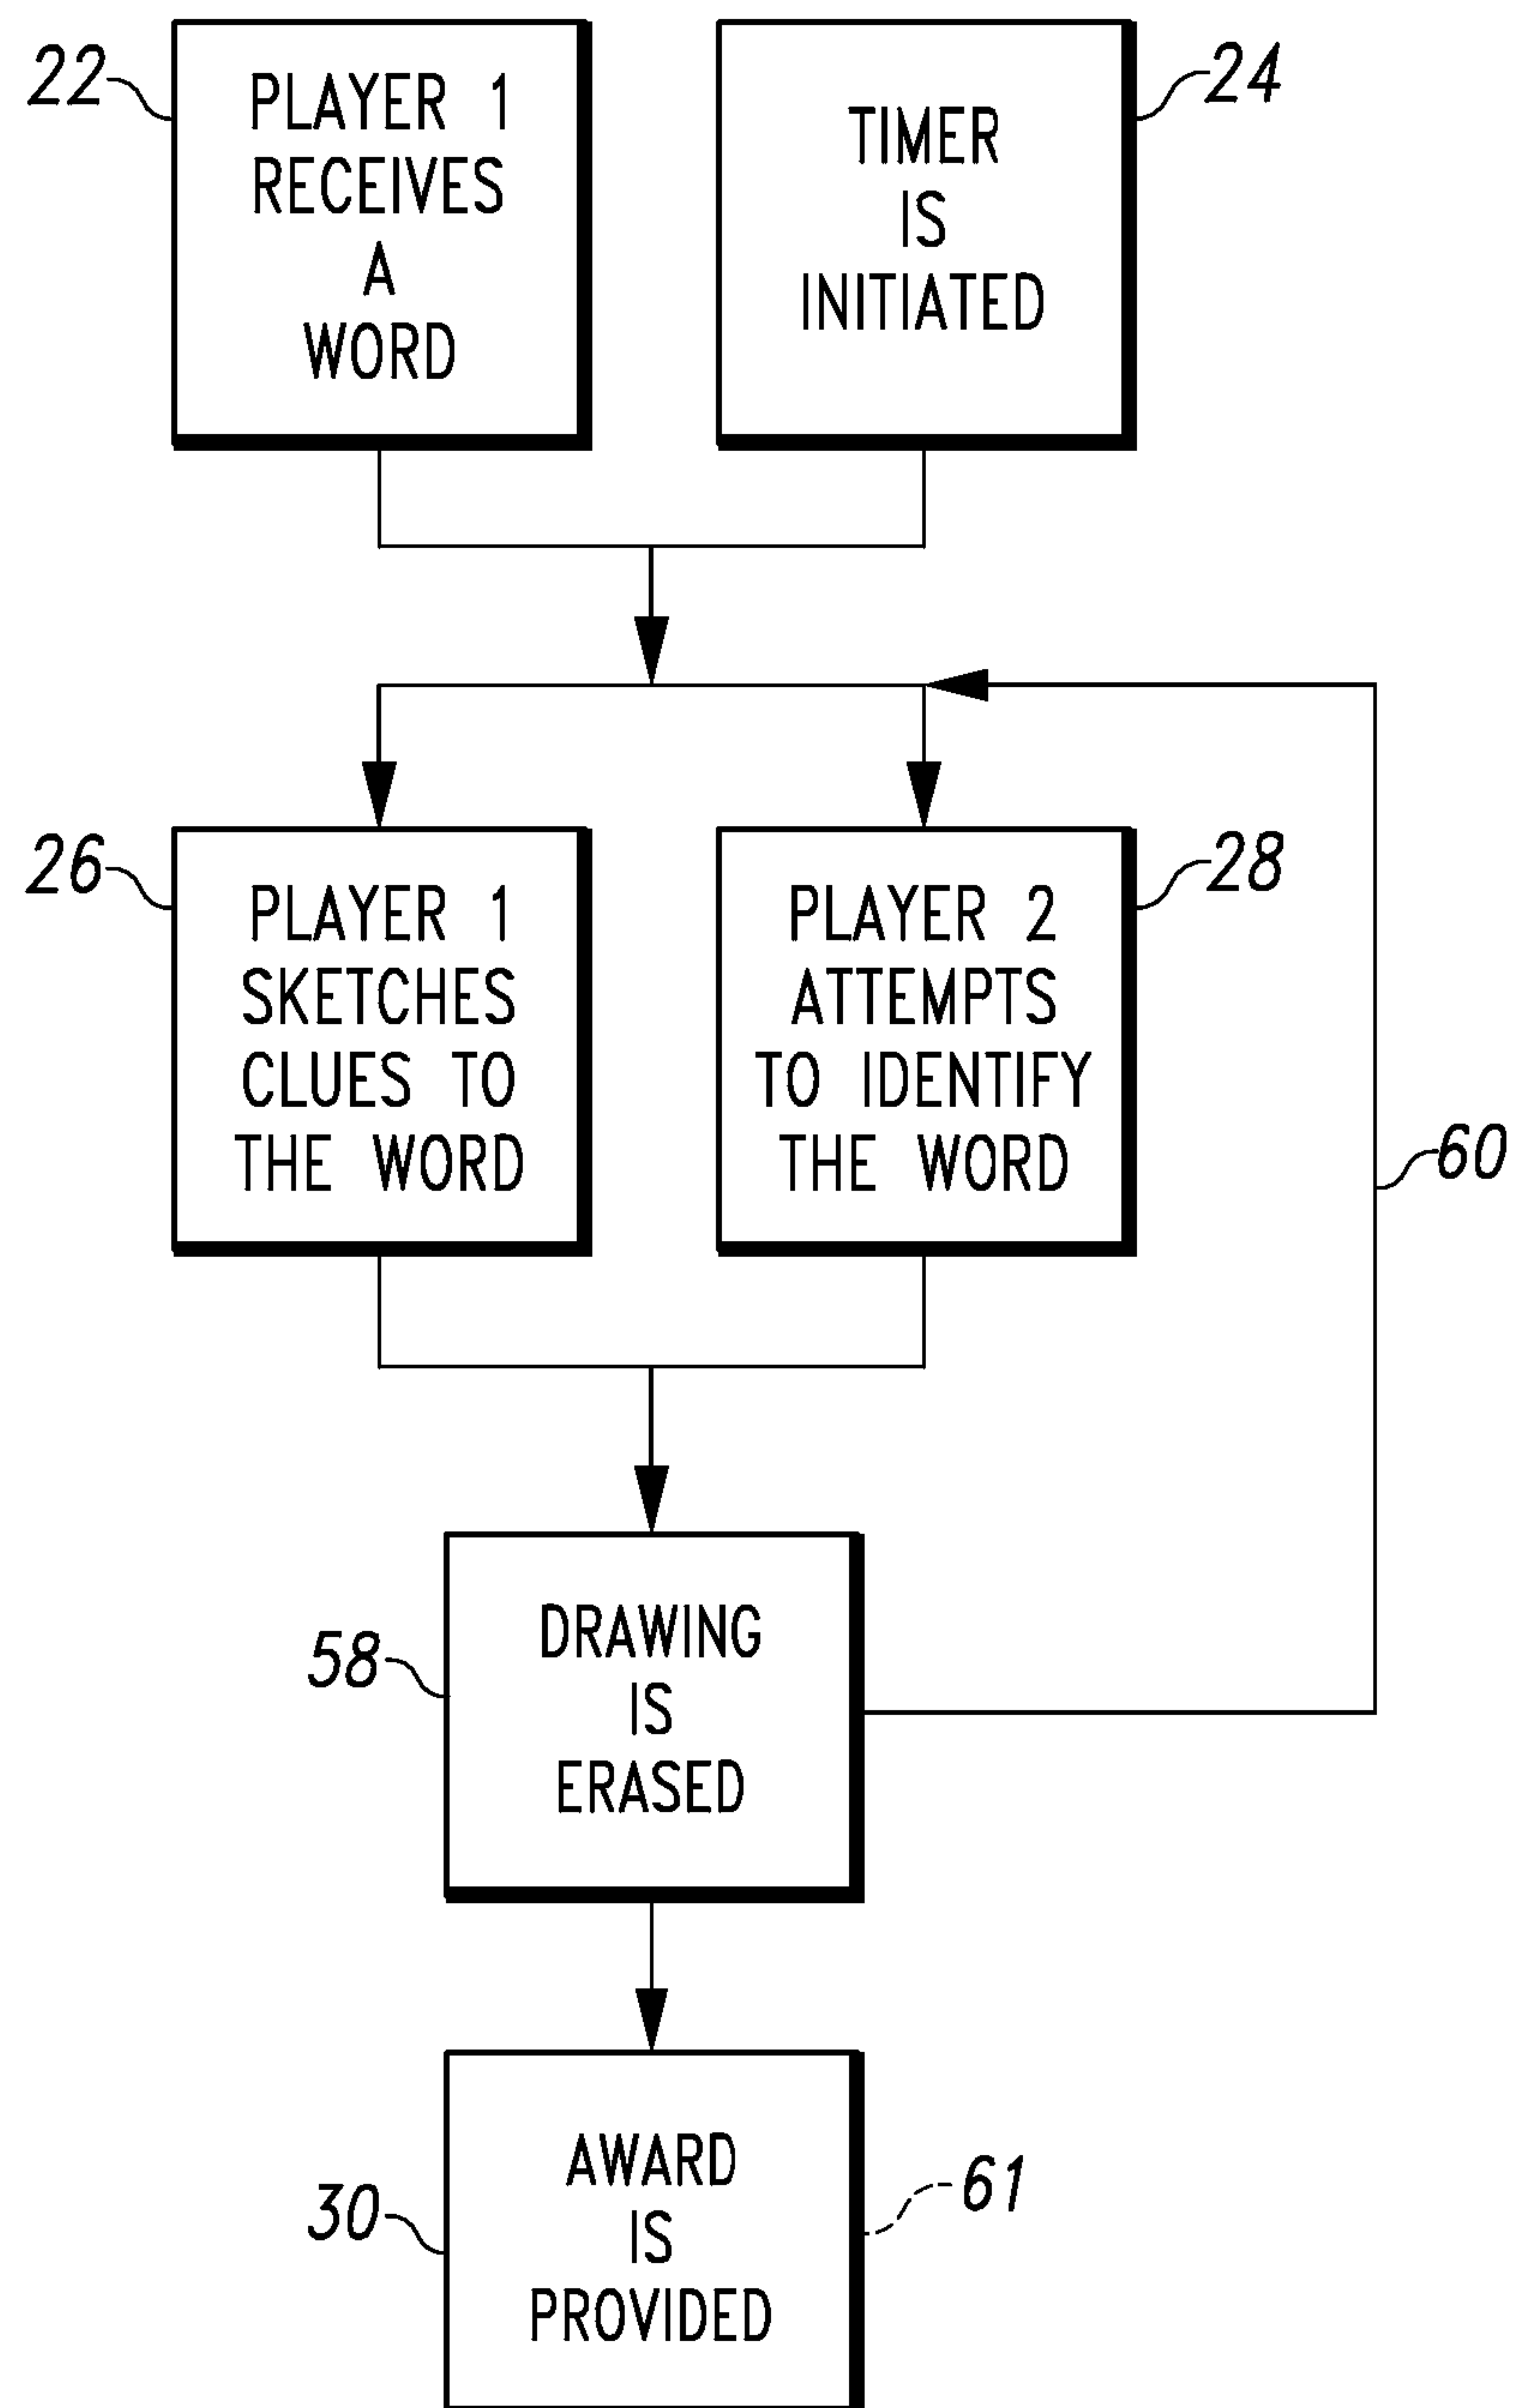 22
PLAYER 1
RECEIVES
A
WORD
TIMER
IS
INITIATED
24
26
PLAYER 1
SKETCHES
CLUES TO
THE WORD
PLAYER 2
ATTEMPTS
TO IDENTIFY
THE WORD
28
60
58
DRAWING
IS
ERASED
30
AWARD
IS
PROVIDED
61